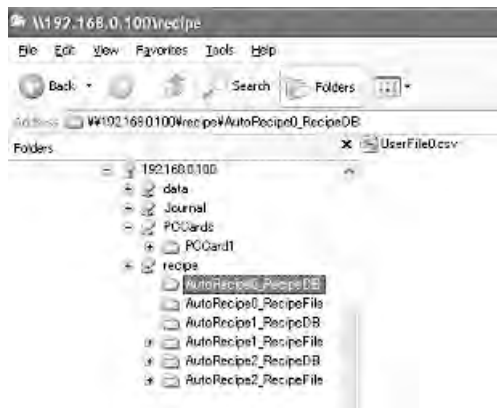 \\192.168.0.100\recipe
File Edit View Favorites Tools Help
Back Search Folders
Address ¥¥192.168.0.100¥recipe¥AutoRecipe0_RecipeDB
Folders
UserFile0.csv
192.168.0.100
data
Journal
PCCards
PCCard1
recipe
AutoRecipe0_RecipeDB
AutoRecipe0_RecipeFile
AutoRecipe1_RecipeDB
AutoRecipe1_RecipeFile
AutoRecipe2_RecipeDB
AutoRecipe2_RecipeFile